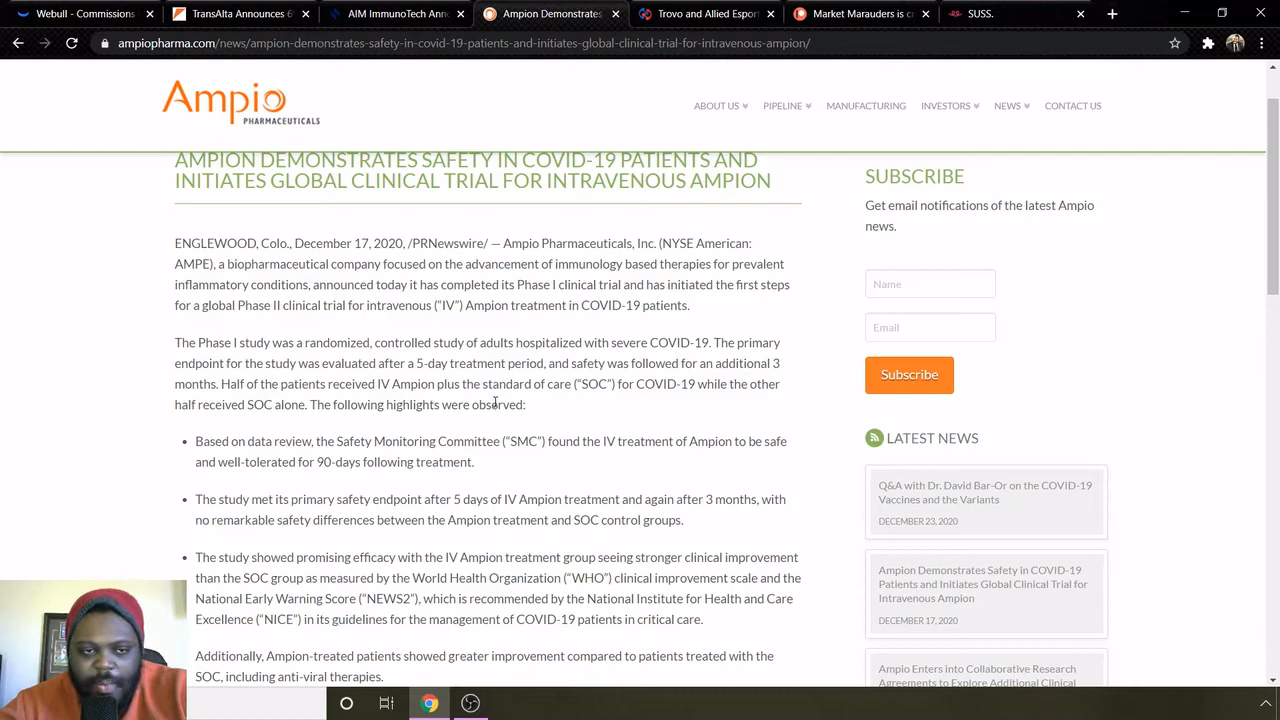 Webull - Commissions
TransAlta Announces 6
AIM ImmunoTech Ann
Ampion Demonstrates
Trovo and Allied Esport
Market Marauders is c
SUSS.
ampiopharma.com/news/ampion-demonstrates-safety-in-covid-19-patients-and-initiates-global-clinical-trial-for-intravenous-ampion/
Ampio
PHARMACEUTICALS
ABOUT US
PIPELINE
MANUFACTURING
INVESTORS
NEWS
CONTACT US
AMPION DEMONSTRATES SAFETY IN COVID-19 PATIENTS AND
INITIATES GLOBAL CLINICAL TRIAL FOR INTRAVENOUS AMPION
ENGLEWOOD, Colo., December 17, 2020, /PRNewswire/ — Ampio Pharmaceuticals, Inc. (NYSE American:
AMPE), a biopharmaceutical company focused on the advancement of immunology based therapies for prevalent
inflammatory conditions, announced today it has completed its Phase I clinical trial and has initiated the first steps
for a global Phase II clinical trial for intravenous (“IV”) Ampion treatment in COVID-19 patients.
The Phase I study was a randomized, controlled study of adults hospitalized with severe COVID-19. The primary
endpoint for the study was evaluated after a 5-day treatment period, and safety was followed for an additional 3
months. Half of the patients received IV Ampion plus the standard of care (“SOC”) for COVID-19 while the other
half received SOC alone. The following highlights were observed:
• Based on data review, the Safety Monitoring Committee (“SMC”) found the IV treatment of Ampion to be safe
and well-tolerated for 90-days following treatment.
• The study met its primary safety endpoint after 5 days of IV Ampion treatment and again after 3 months, with
no remarkable safety differences between the Ampion treatment and SOC control groups.
• The study showed promising efficacy with the IV Ampion treatment group seeing stronger clinical improvement
than the SOC group as measured by the World Health Organization (“WHO”) clinical improvement scale and the
National Early Warning Score (“NEWS2”), which is recommended by the National Institute for Health and Care
Excellence (“NICE”) in its guidelines for the management of COVID-19 patients in critical care.
Additionally, Ampion-treated patients showed greater improvement compared to patients treated with the
SOC, including anti-viral therapies.
SUBSCRIBE
Get email notifications of the latest Ampio
news.
Name
Email
Subscribe
LATEST NEWS
Q&A with Dr. David Bar-Or on the COVID-19
Vaccines and the Variants
DECEMBER 23, 2020
Ampion Demonstrates Safety in COVID-19
Patients and Initiates Global Clinical Trial for
Intravenous Ampion
DECEMBER 17, 2020
Ampio Enters into Collaborative Research
Agreements to Explore Additional Clinical